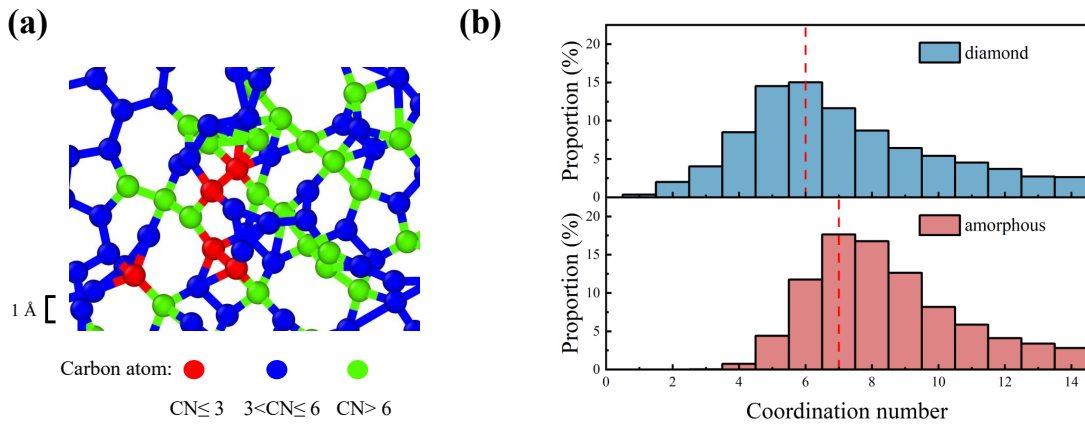 (a)
1 Å
Carbon atom:
CN≤ 3 3<CN≤ 6 CN> 6
(b)
Proportion (%)
20
15
10
5
0
diamond
Proportion (%)
20
15
10
5
0
amorphous
0 2 4 6 8 10 12 14
Coordination number